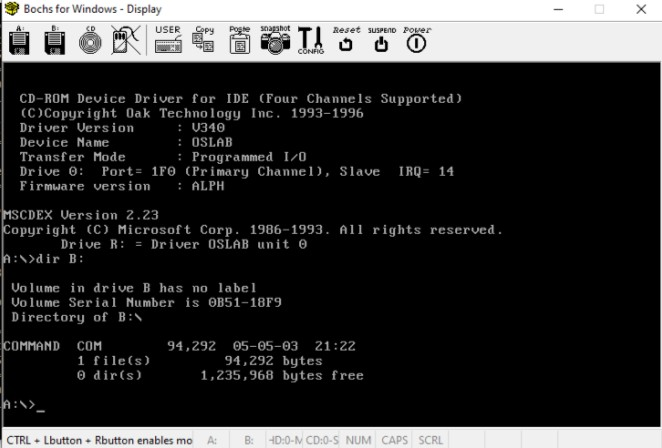 Bochs for Windows - Display
A: B: CD USER Copy Paste snapshot CONFIG Reset SUSPEND Power
CD-ROM Device Driver for IDE (Four Channels Supported)
(C)Copyright Oak Technology Inc. 1993-1996
Driver Version : V340
Device Name : OSLAB
Transfer Mode : Programmed I/O
Drive 0: Port= 1F0 (Primary Channel), Slave IRQ= 14
Firmware version : ALPH
MSCDEX Version 2.23
Copyright (C) Microsoft Corp. 1986-1993. All rights reserved.
Drive R: = Driver OSLAB unit 0
A:\>dir B:
Volume in drive B has no label
Volume Serial Number is 0B51-18F9
Directory of B:\
COMMAND COM 94,292 05-05-03 21:22
1 file(s) 94,292 bytes
0 dir(s) 1,235,968 bytes free
A:\>_
CTRL + Lbutton + Rbutton enables mo A: B: HD:0-M CD:0-S NUM CAPS SCRL